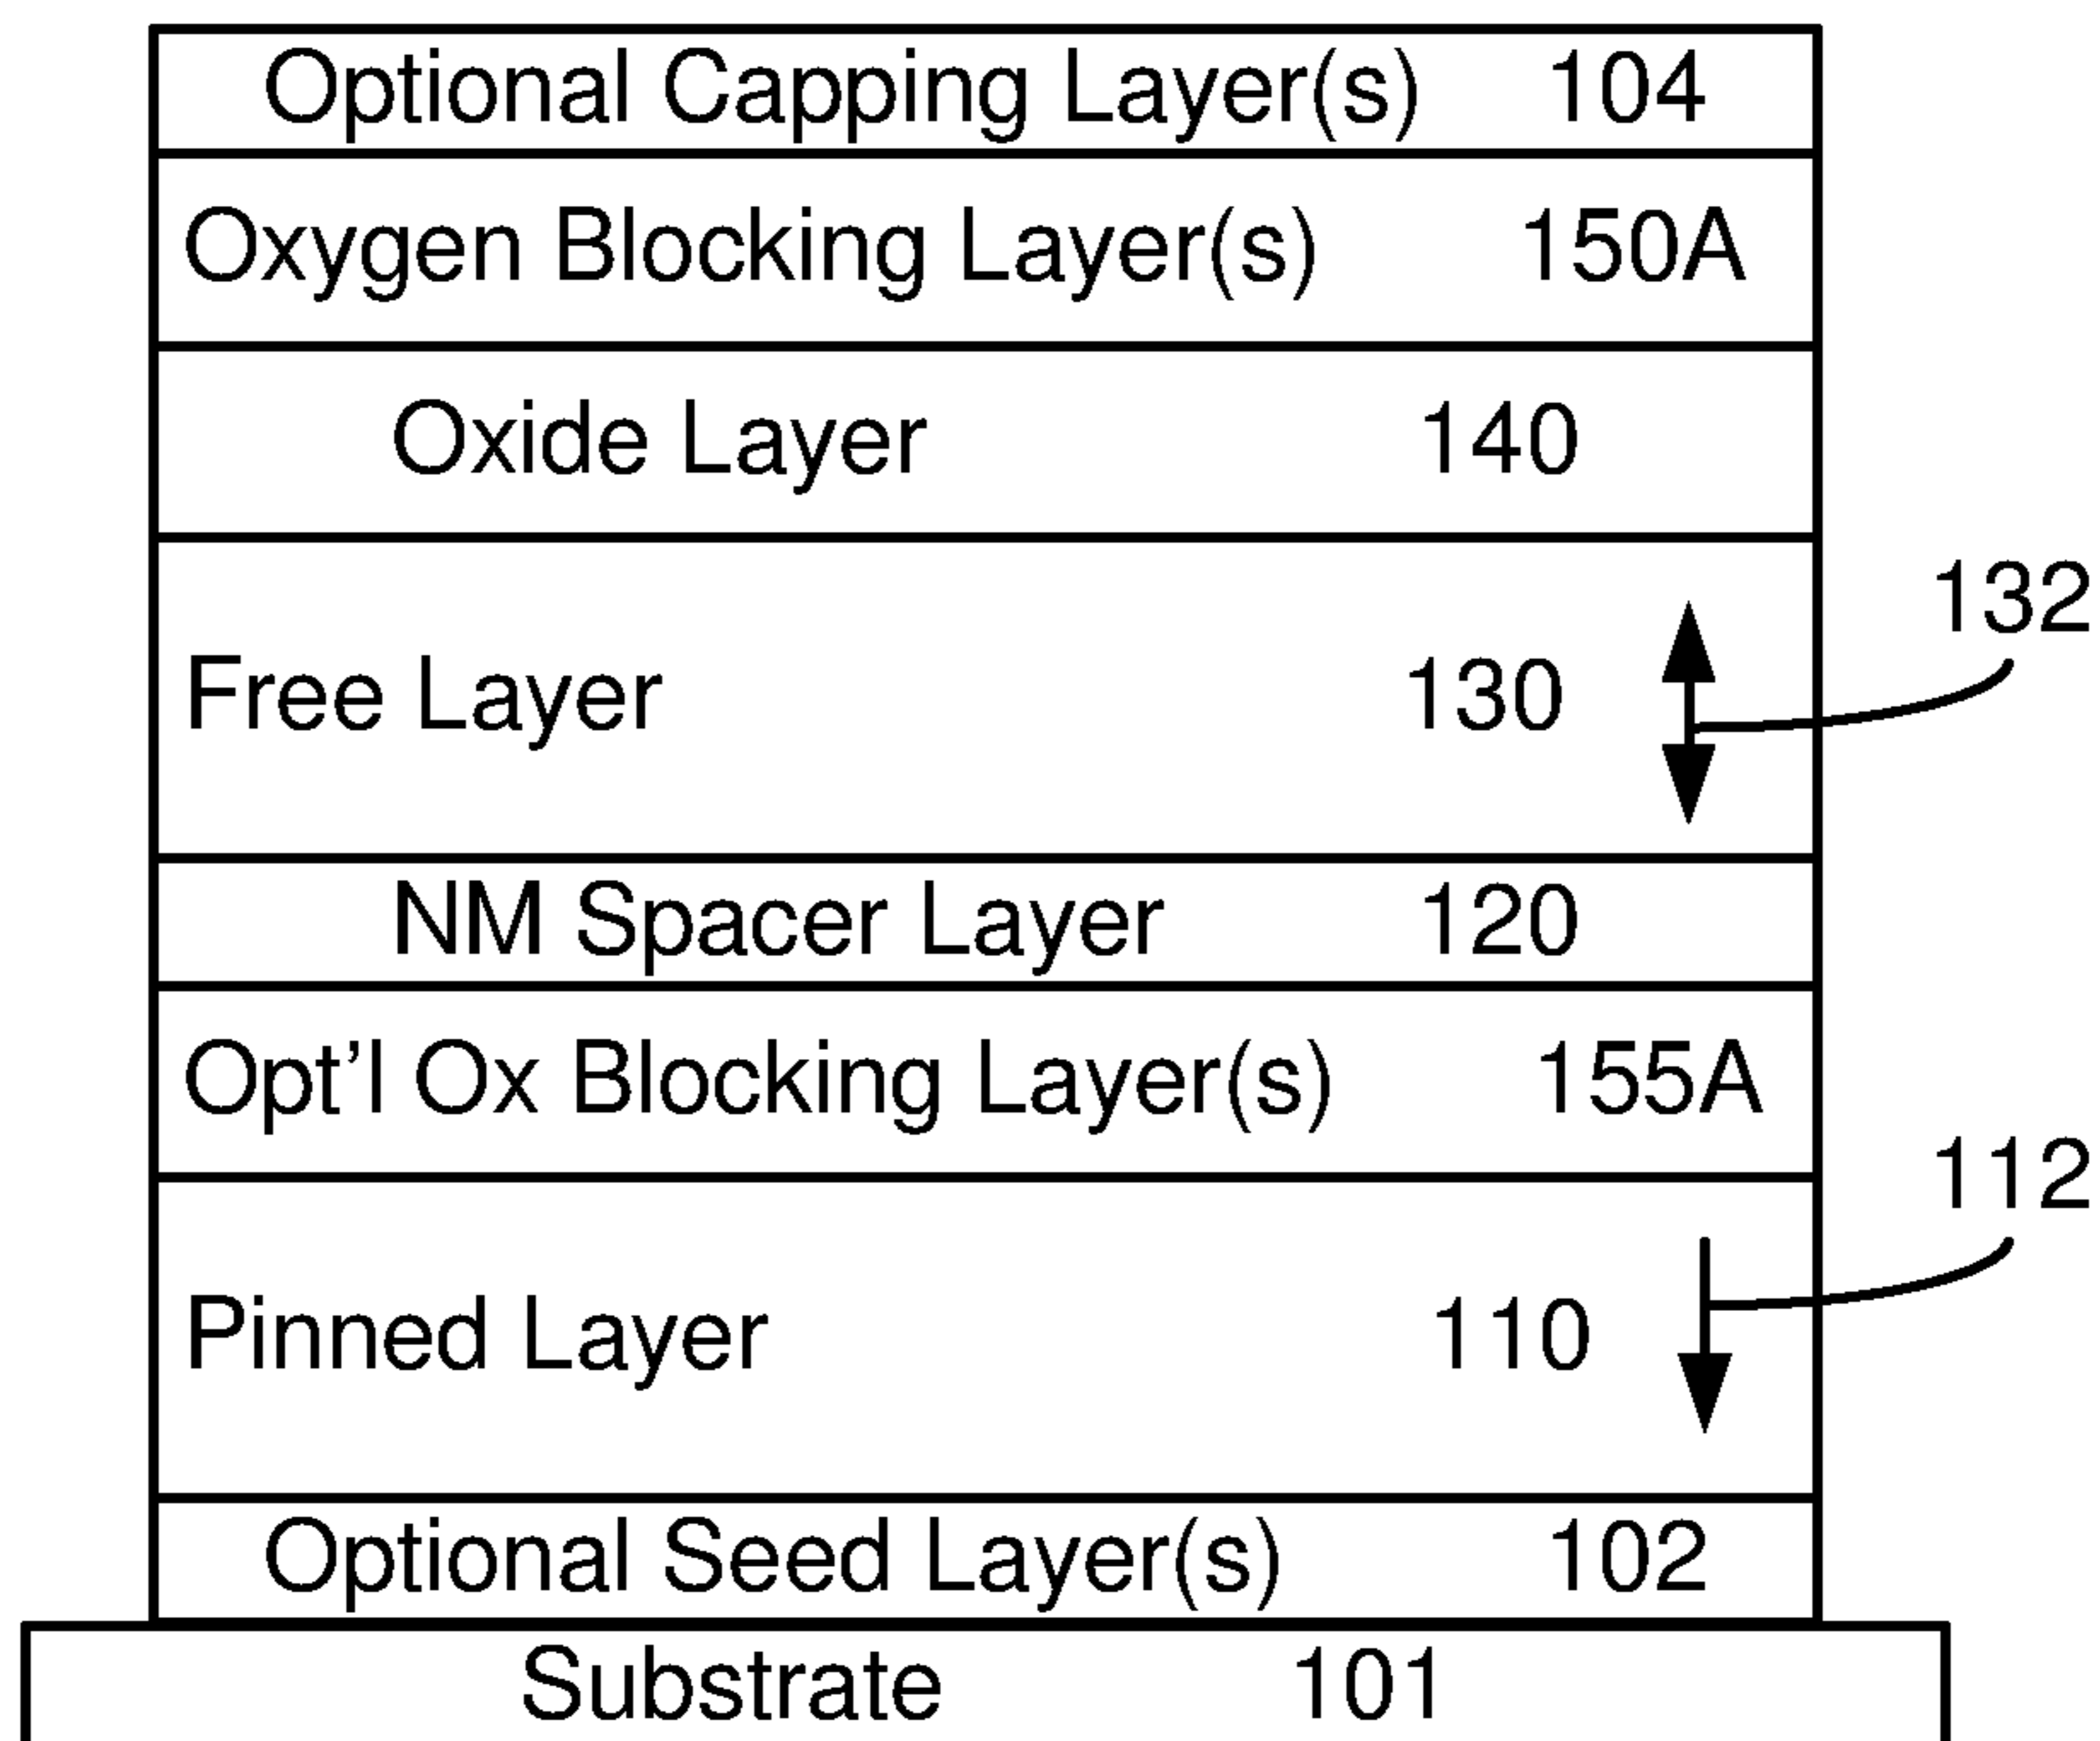 Optional Capping Layer(s) 104
Oxygen Blocking Layer(s) 150A
Oxide Layer 140
132
Free Layer 130
NM Spacer Layer 120
Opt'l Ox Blocking Layer(s) 155A
112
Pinned Layer 110
Optional Seed Layer(s) 102
Substrate 101